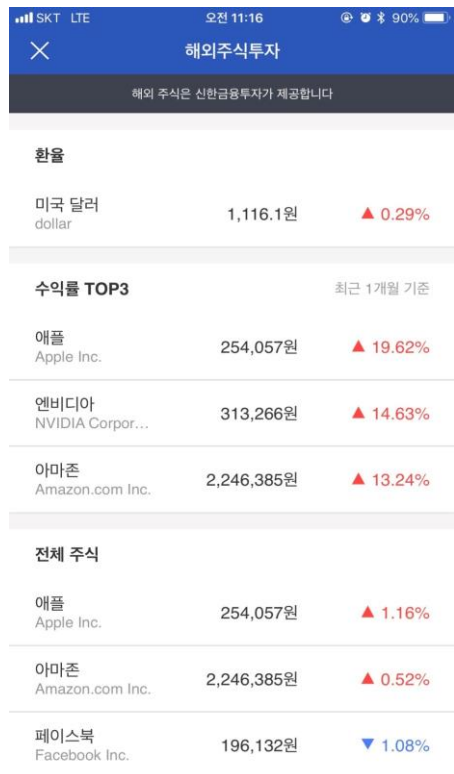 SKT LTE 오전 11:16 90%
해외주식투자
해외 주식은 신한금융투자가 제공합니다
환율
미국 달러
dollar
1,116.1원 ▲ 0.29%
수익률 TOP3 최근 1개월 기준
애플
Apple Inc.
254,057원 ▲ 19.62%
엔비디아
NVIDIA Corpor...
313,266원 ▲ 14.63%
아마존
Amazon.com Inc.
2,246,385원 ▲ 13.24%
전체 주식
애플
Apple Inc.
254,057원 ▲ 1.16%
아마존
Amazon.com Inc.
2,246,385원 ▲ 0.52%
페이스북
Facebook Inc.
196,132원 ▼ 1.08%